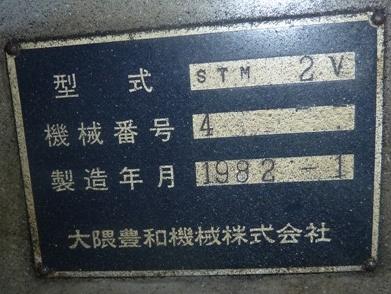 型式 STM 2V
機械番号 4
製造年月 1982-1
大隈豊和機械株式会社